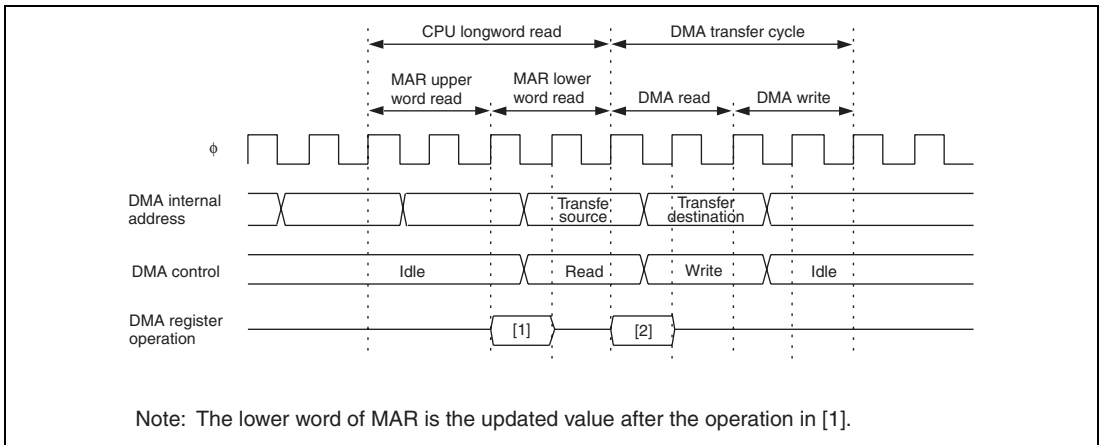 CPU longword read DMA transfer cycle
MAR upper MAR lower
word read word read DMA read DMA write
ϕ
DMA internal Transfe Transfer
address source destination
DMA control Idle Read Write Idle
DMA register
operation [1] [2]
Note: The lower word of MAR is the updated value after the operation in [1].